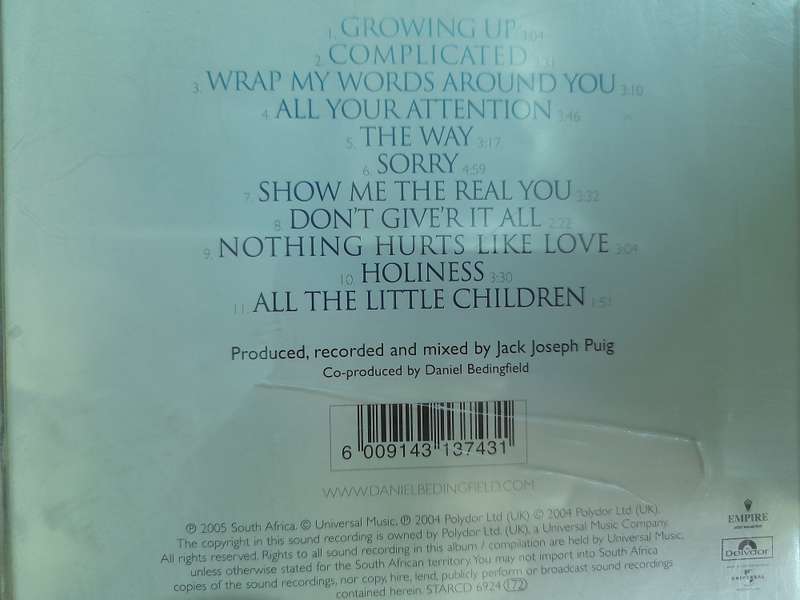 1. GROWING UP 3:04
2. COMPLICATED 3:31
3. WRAP MY WORDS AROUND YOU 3:10
4. ALL YOUR ATTENTION 3:46
5. THE WAY 3:17
6. SORRY 4:59
7. SHOW ME THE REAL YOU 3:32
8. DON'T GIVE'R IT ALL 2:22
9. NOTHING HURTS LIKE LOVE 3:04
10. HOLINESS 3:30
11. ALL THE LITTLE CHILDREN 1:51
Produced, recorded and mixed by Jack Joseph Puig
Co-produced by Daniel Bedingfield
6 009143 137431
WWW.DANIELBEDINGFIELD.COM
℗ 2005 South Africa. © Universal Music. ℗ 2004 Polydor Ltd (UK) © 2004 Polydor Ltd (UK).
The copyright in this sound recording is owned by Polydor Ltd (UK), a Universal Music Company.
All rights reserved. Rights to all sound recording in this album / compilation are held by Universal Music,
unless otherwise stated for the South African territory. You may not import into South Africa
copies of the sound recordings, nor copy, hire, lend, publicly perform or broadcast sound recordings
contained herein. STARCD 6924 172
EMPIRE
Polydor
UNIVERSAL